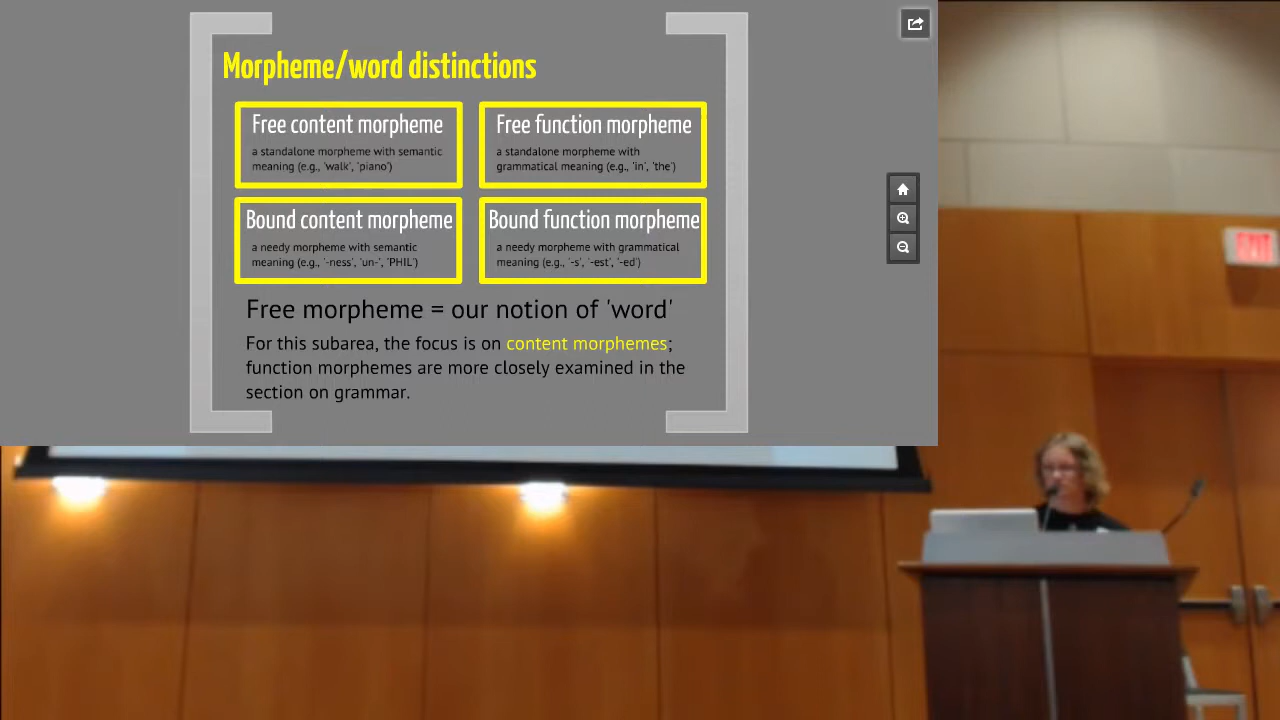 Morpheme/word distinctions
Free content morpheme
a standalone morpheme with semantic
meaning (e.g., 'walk', 'piano')
Free function morpheme
a standalone morpheme with
grammatical meaning (e.g., 'in', 'the')
Bound content morpheme
a needy morpheme with semantic
meaning (e.g., '-ness', 'un-', 'PHIL')
Bound function morpheme
a needy morpheme with grammatical
meaning (e.g., '-s', '-est', '-ed')
Free morpheme = our notion of 'word'
For this subarea, the focus is on content morphemes;
function morphemes are more closely examined in the
section on grammar.
EXIT